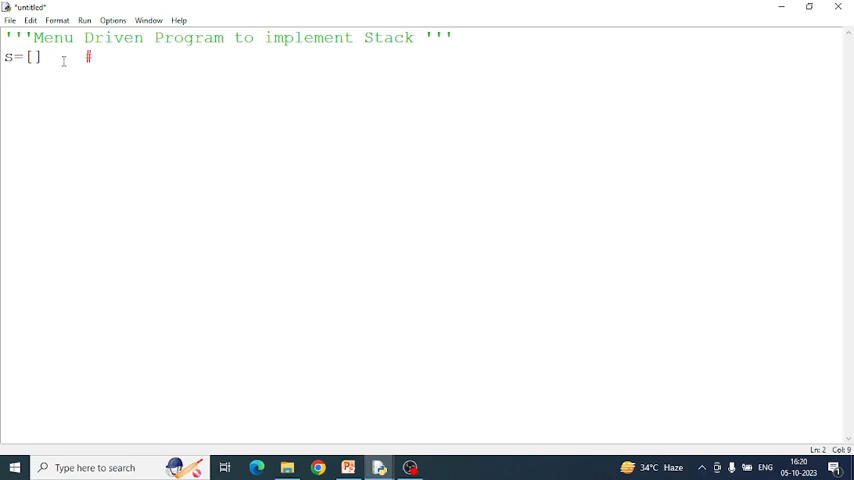 *untitled*
File Edit Format Run Options Window Help
'''Menu Driven Program to implement Stack '''
s=[] #
Ln: 2 Col: 9
Type here to search
34°C Haze
ENG
16:20
05-10-2023
1